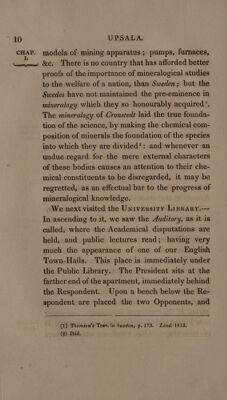 10 UPSALA.
CHAP. I.
models of mining apparatus; pumps, furnaces,
&c. There is no country that has afforded better
proofs of the importance of mineralogical studies
to the welfare of a nation, than Sweden; but the
Swedes have not maintained the pre-eminence in
mineralogy which they so honourably acquired¹.
The mineralogy of Cronstedt laid the true founda-
tion of the science, by making the chemical com-
position of minerals the foundation of the species
into which they are divided²: and whenever an
undue regard for the mere external characters
of these bodies causes an attention to their che-
mical constituents to be disregarded, it may be
regretted, as an effectual bar to the progress of
mineralogical knowledge.
We next visited the UNIVERSITY LIBRARY.—
In ascending to it, we saw the Auditory, as it is
called, where the Academical disputations are
held, and public lectures read; having very
much the appearance of one of our English
Town-Halls. This place is immediately under
the Public Library. The President sits at the
farther end of the apartment, immediately behind
the Respondent. Upon a bench below the Re-
spondent are placed the two Opponents, and
(1) Thomson's Trav. in Sweden, p. 173. Lond. 1813.
(2) Ibid.